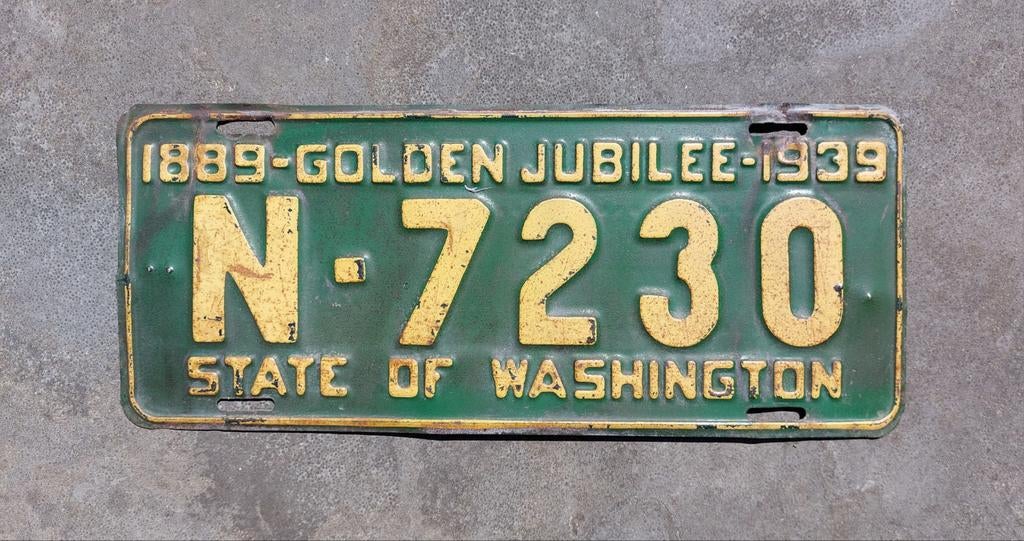 1889-GOLDEN JUBILEE-1939
N·7230
STATE OF WASHINGTON